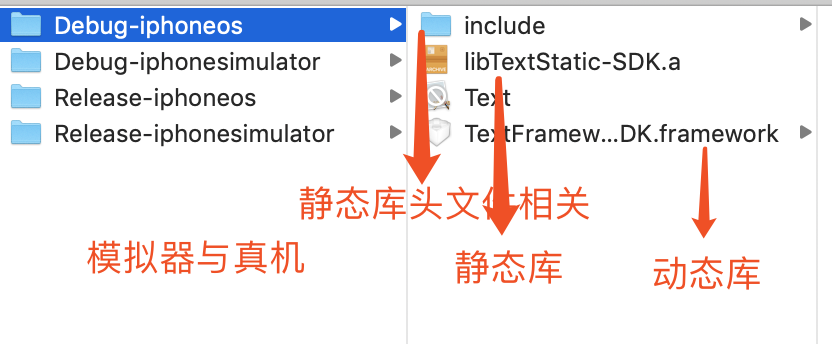 Debug-iphoneos
Debug-iphonesimulator
Release-iphoneos
Release-iphonesimulator
include
libTextStatic-SDK.a
Text
TextFramew...DK.framework
静态库头文件相关
模拟器与真机
静态库
动态库